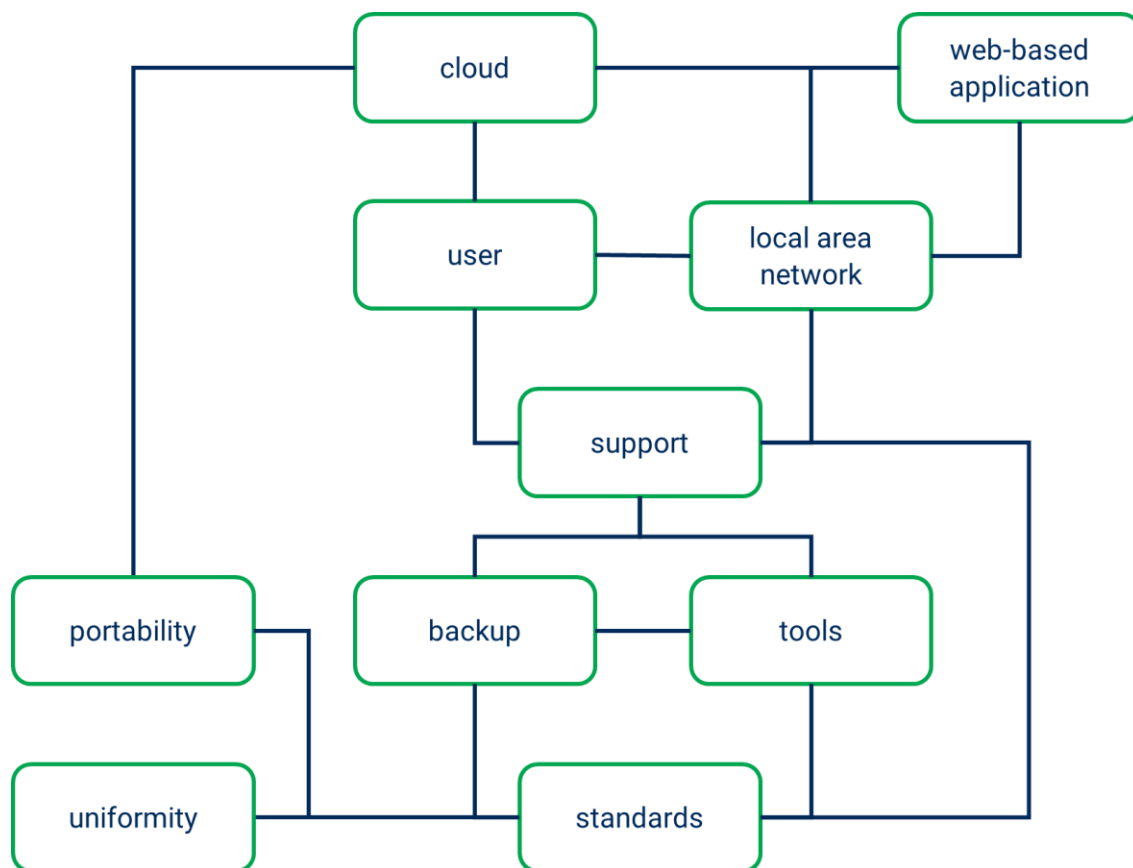 cloud
web-based
application
user
local area
network
support
portability
backup
tools
uniformity
standards